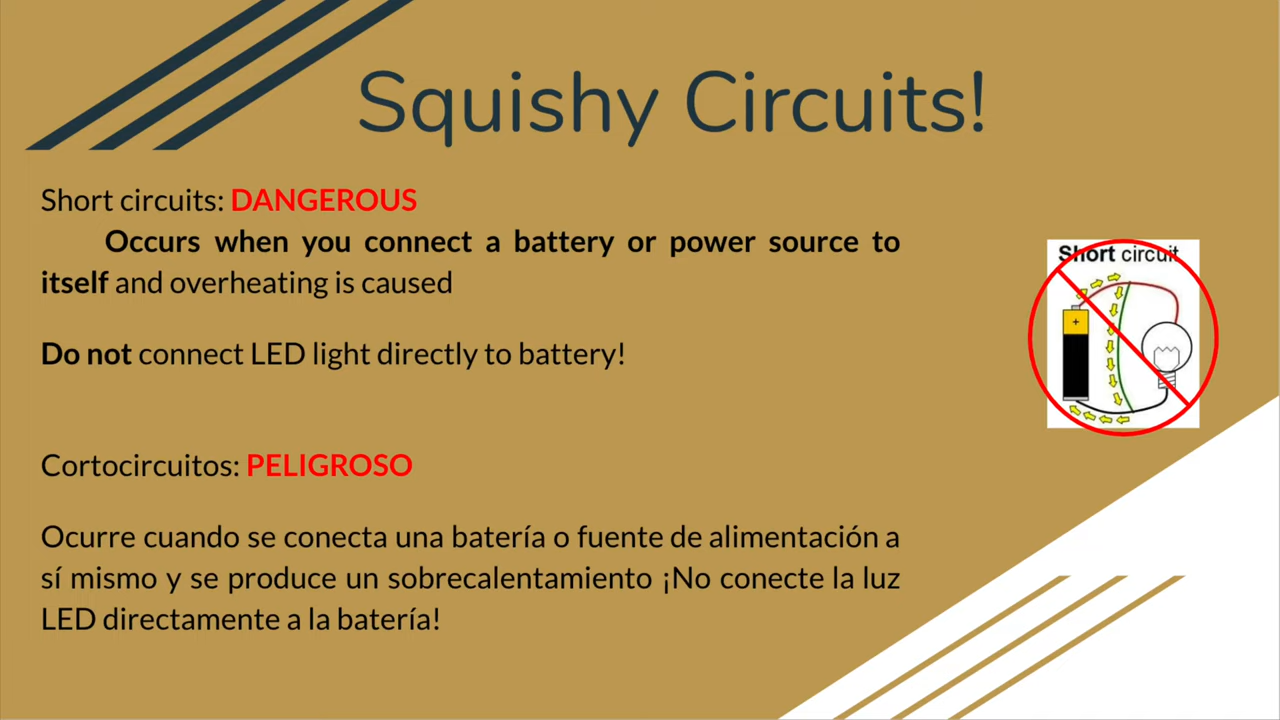 Squishy Circuits!
Short circuits: DANGEROUS
Occurs when you connect a battery or power source to
itself and overheating is caused
Do not connect LED light directly to battery!
Short circuit
+
Cortocircuitos: PELIGROSO
Ocurre cuando se conecta una batería o fuente de alimentación a
sí mismo y se produce un sobrecalentamiento ¡No conecte la luz
LED directamente a la batería!